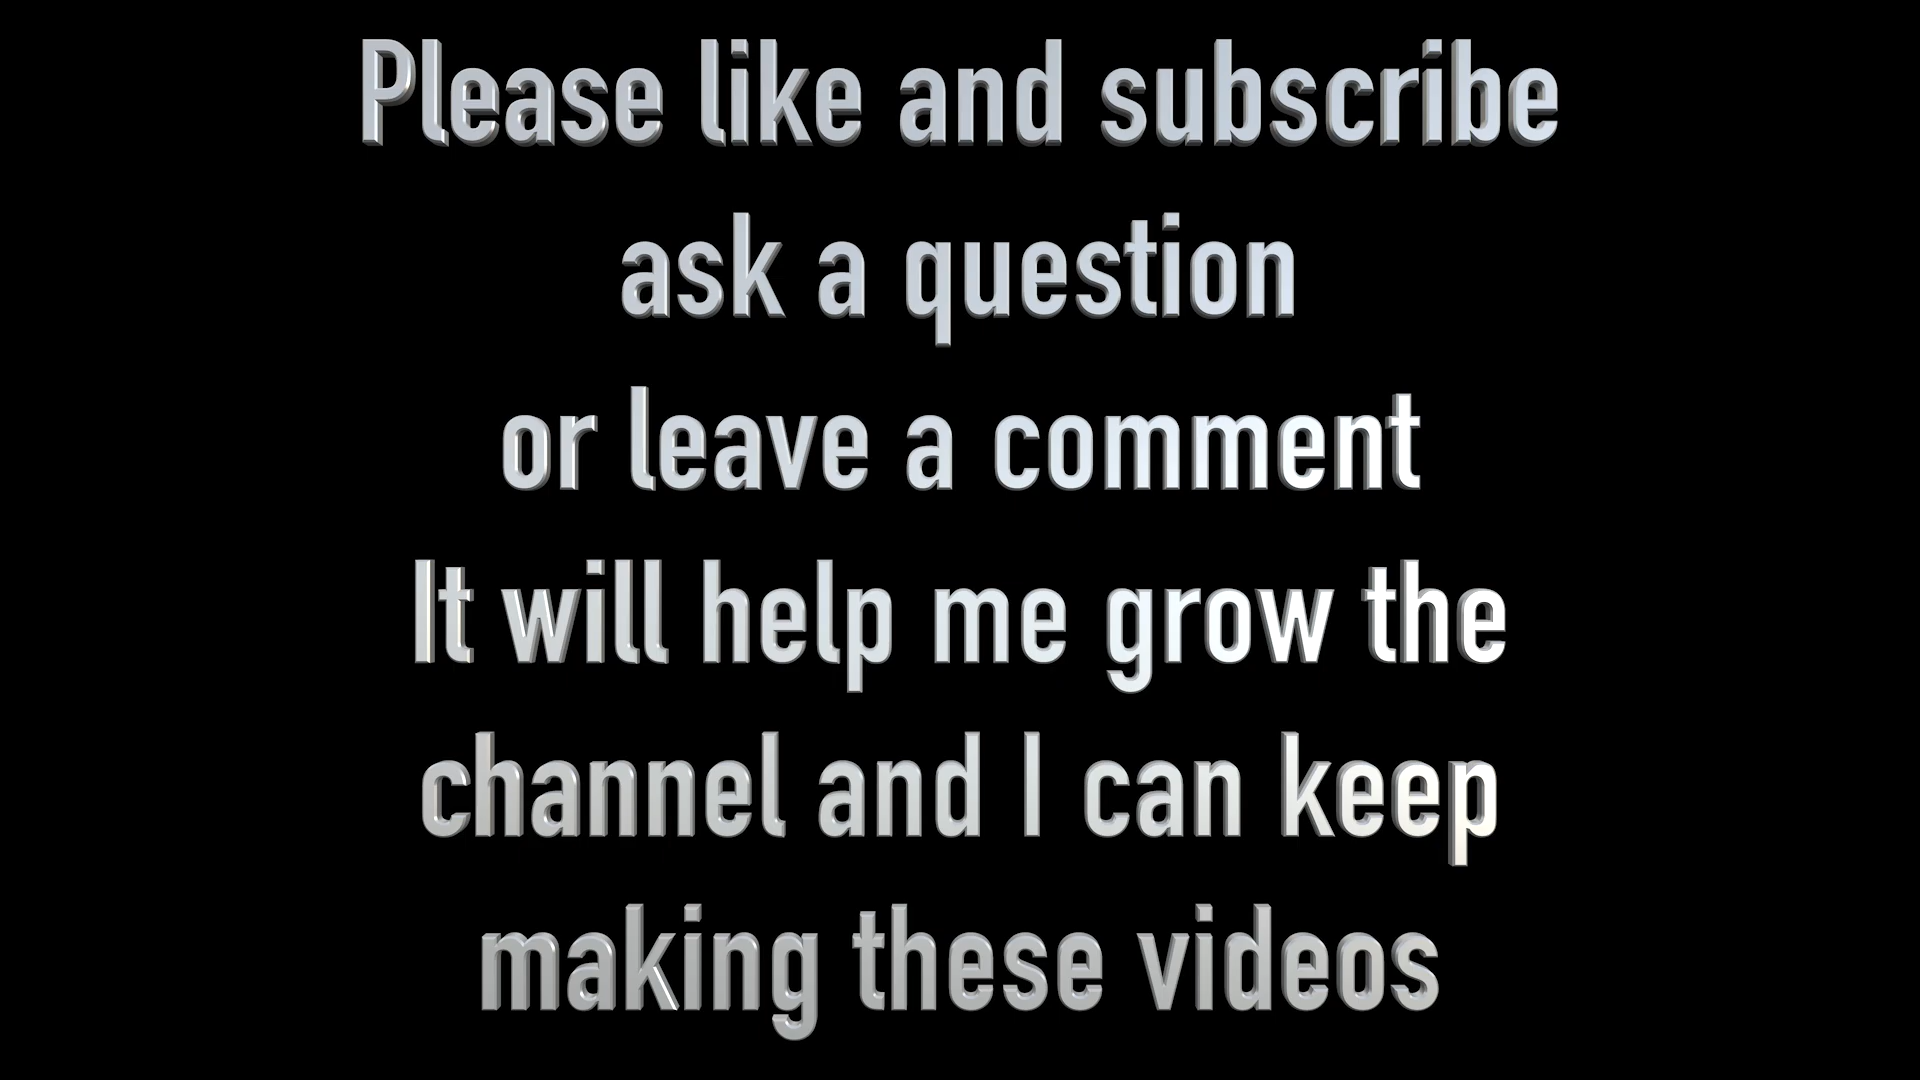 Please like and subscribe
ask a question
or leave a comment
It will help me grow the
channel and I can keep
making these videos